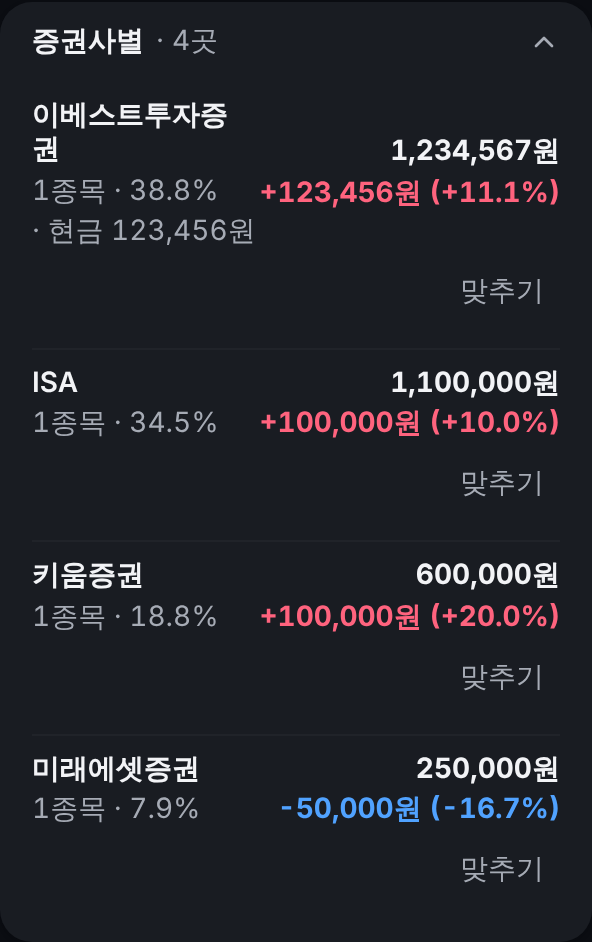 증권사별 · 4곳
이베스트투자증
권
1,234,567원
1종목 · 38.8%
+123,456원 (+11.1%)
· 현금 123,456원
맞추기
ISA
1,100,000원
1종목 · 34.5%
+100,000원 (+10.0%)
맞추기
키움증권
600,000원
1종목 · 18.8%
+100,000원 (+20.0%)
맞추기
미래에셋증권
250,000원
1종목 · 7.9%
-50,000원 (-16.7%)
맞추기